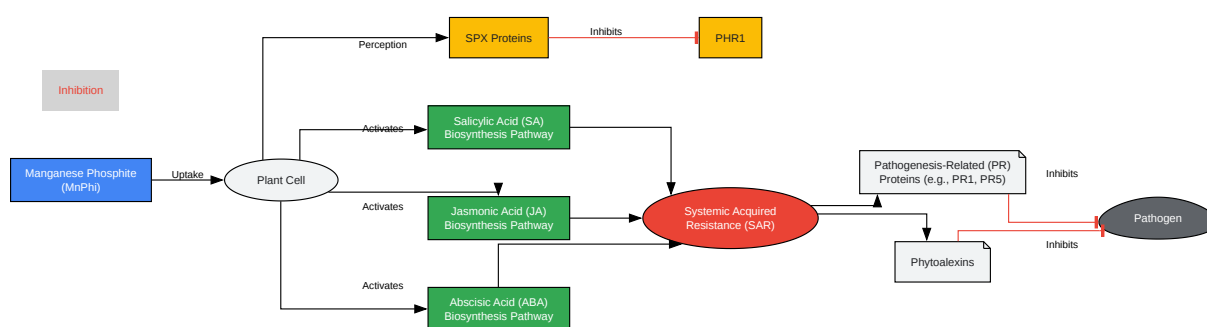 Perception
SPX Proteins
Inhibits
PHR1
Inhibition
Activates
Salicylic Acid (SA)
Biosynthesis Pathway
Manganese Phosphite
(MnPhi)
Uptake
Plant Cell
Activates
Jasmonic Acid (JA)
Biosynthesis Pathway
Systemic Acquired
Resistance (SAR)
Pathogenesis-Related (PR)
Proteins (e.g., PR1, PR5)
Inhibits
Pathogen
Phytoalexins
Inhibits
Activates
Abscisic Acid (ABA)
Biosynthesis Pathway